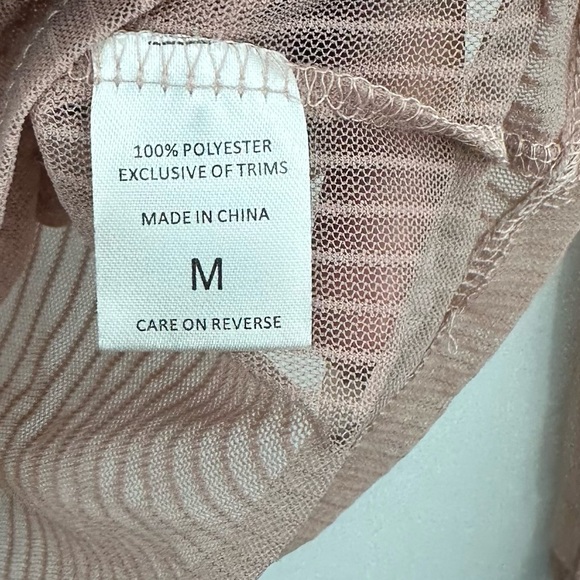 100% POLYESTER
EXCLUSIVE OF TRIMS
MADE IN CHINA
M
CARE ON REVERSE